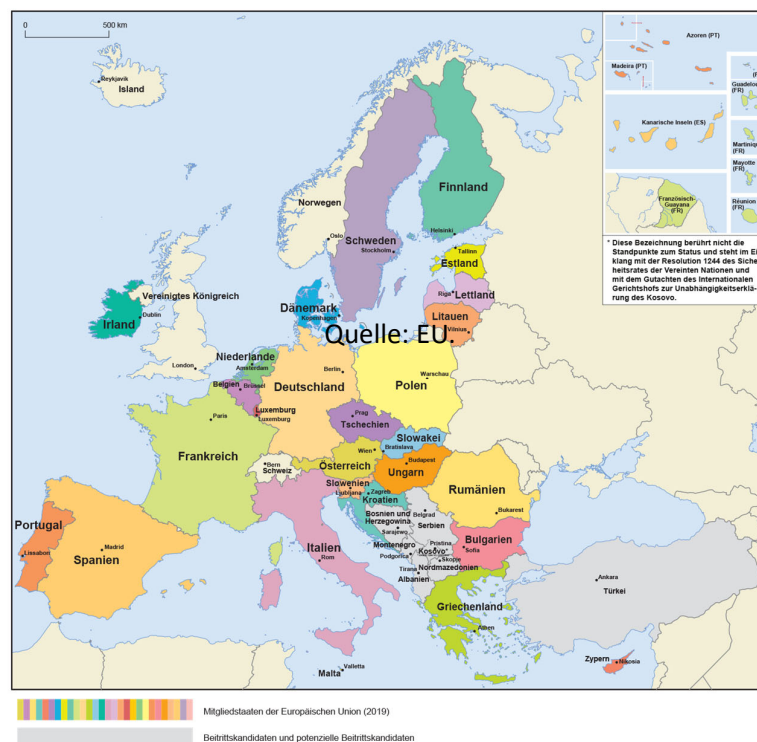 0 500 km
Azoren (PT)
Madeira (PT)
Guadeloupe
(FR)
Kanarische Inseln (ES)
Martinique
(FR)
Mayotte
(FR)
Französisch-
Guayana
(FR)
Réunion
(FR)
* Diese Bezeichnung berührt nicht die
Standpunkte zum Status und steht im Ei
klang mit der Resolution 1244 des Siche
heitsrates der Vereinten Nationen und
mit dem Gutachten des Internationalen
Gerichtshofs zur Unabhängigkeitserklä-
rung des Kosovo.
Reykjavik
Island
Norwegen
Oslo
Schweden
Stockholm
Finnland
Helsinki
Tallinn
Estland
Riga
Lettland
Litauen
Vilnius
Vereinigtes Königreich
Dublin
Irland
London
Dänemark
Kopenhagen
Quelle: EU.
Niederlande
Amsterdam
Belgien
Brüssel
Luxemburg
Luxemburg
Berlin
Deutschland
Warschau
Polen
Paris
Frankreich
Prag
Tschechien
Slowakei
Bratislava
Wien
Österreich
Budapest
Ungarn
Bern
Schweiz
Slowenien
Ljubljana
Zagreb
Kroatien
Rumänien
Bukarest
Bosnien und
Herzegowina
Sarajewo
Belgrad
Serbien
Montenegro
Podgorica
Pristina
Kosovo*
Skopje
Nordmazedonien
Tirana
Albanien
Bulgarien
Sofia
Portugal
Lissabon
Madrid
Spanien
Italien
Rom
Griechenland
Athen
Ankara
Türkei
Zypern
Nikosia
Valletta
Malta
Mitgliedstaaten der Europäischen Union (2019)
Beitrittskandidaten und potenzielle Beitrittskandidaten